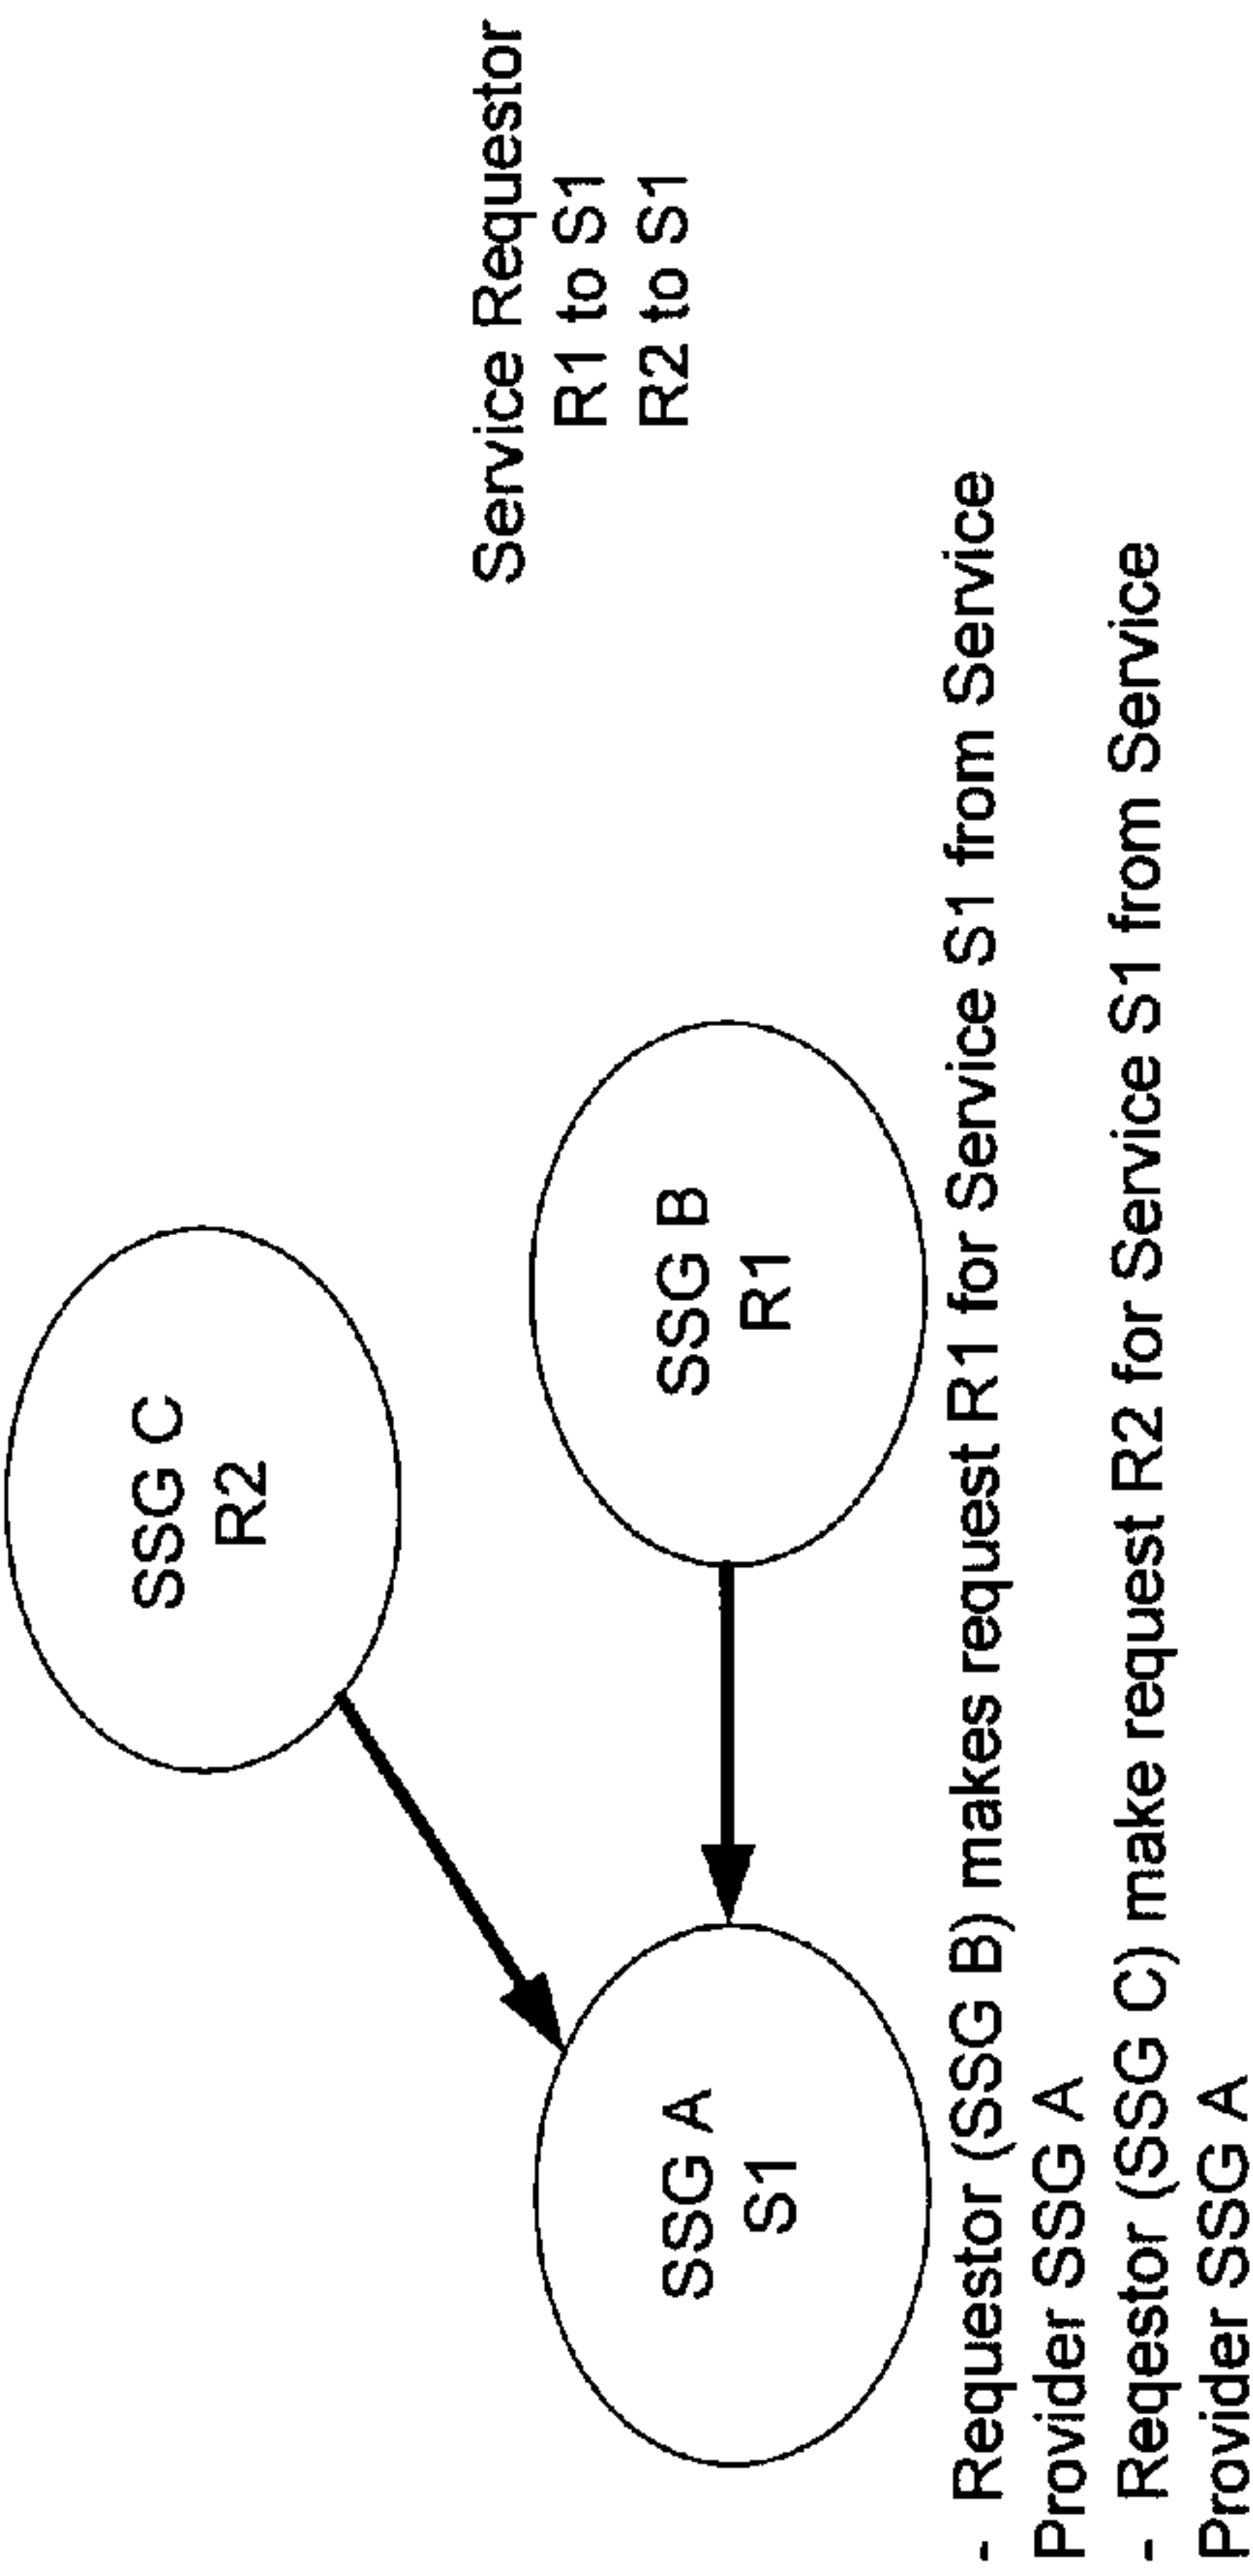 SSG C
R2
Service Requestor
R1 to S1
R2 to S1
SSG A
S1
SSG B
R1
- Requestor (SSG B) makes request R1 for Service S1 from Service
Provider SSG A
- Reqestor (SSG C) make request R2 for Service S1 from Service
Provider SSG A